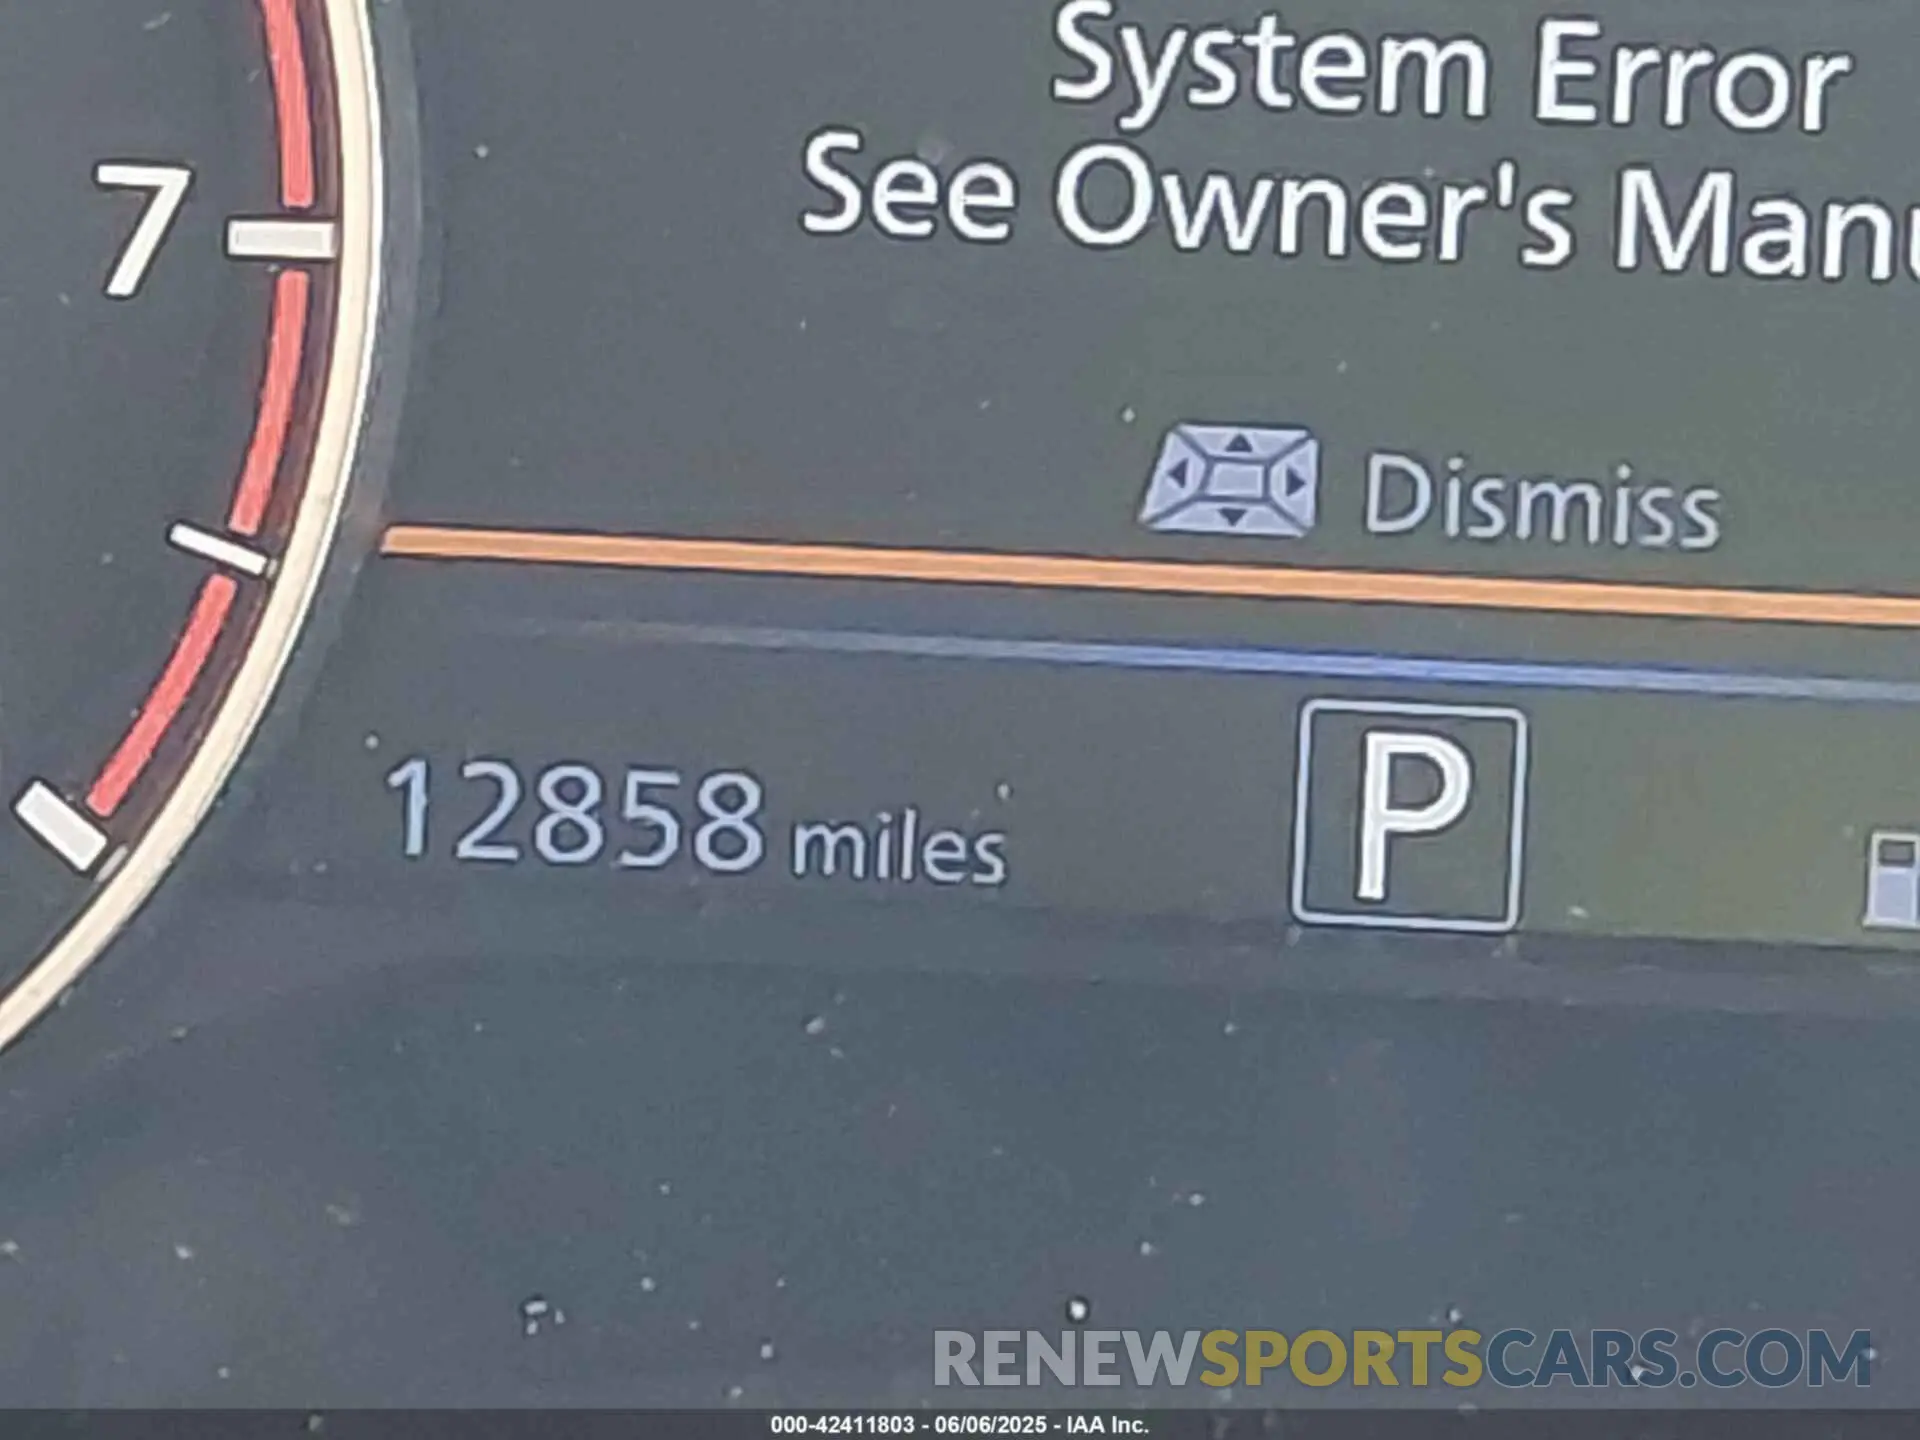 System Error
See Owner's Manu
7
Dismiss
12858 miles
P
RENEWSPORTSCARS.COM
000-42411803 - 06/06/2025 - IAA Inc.